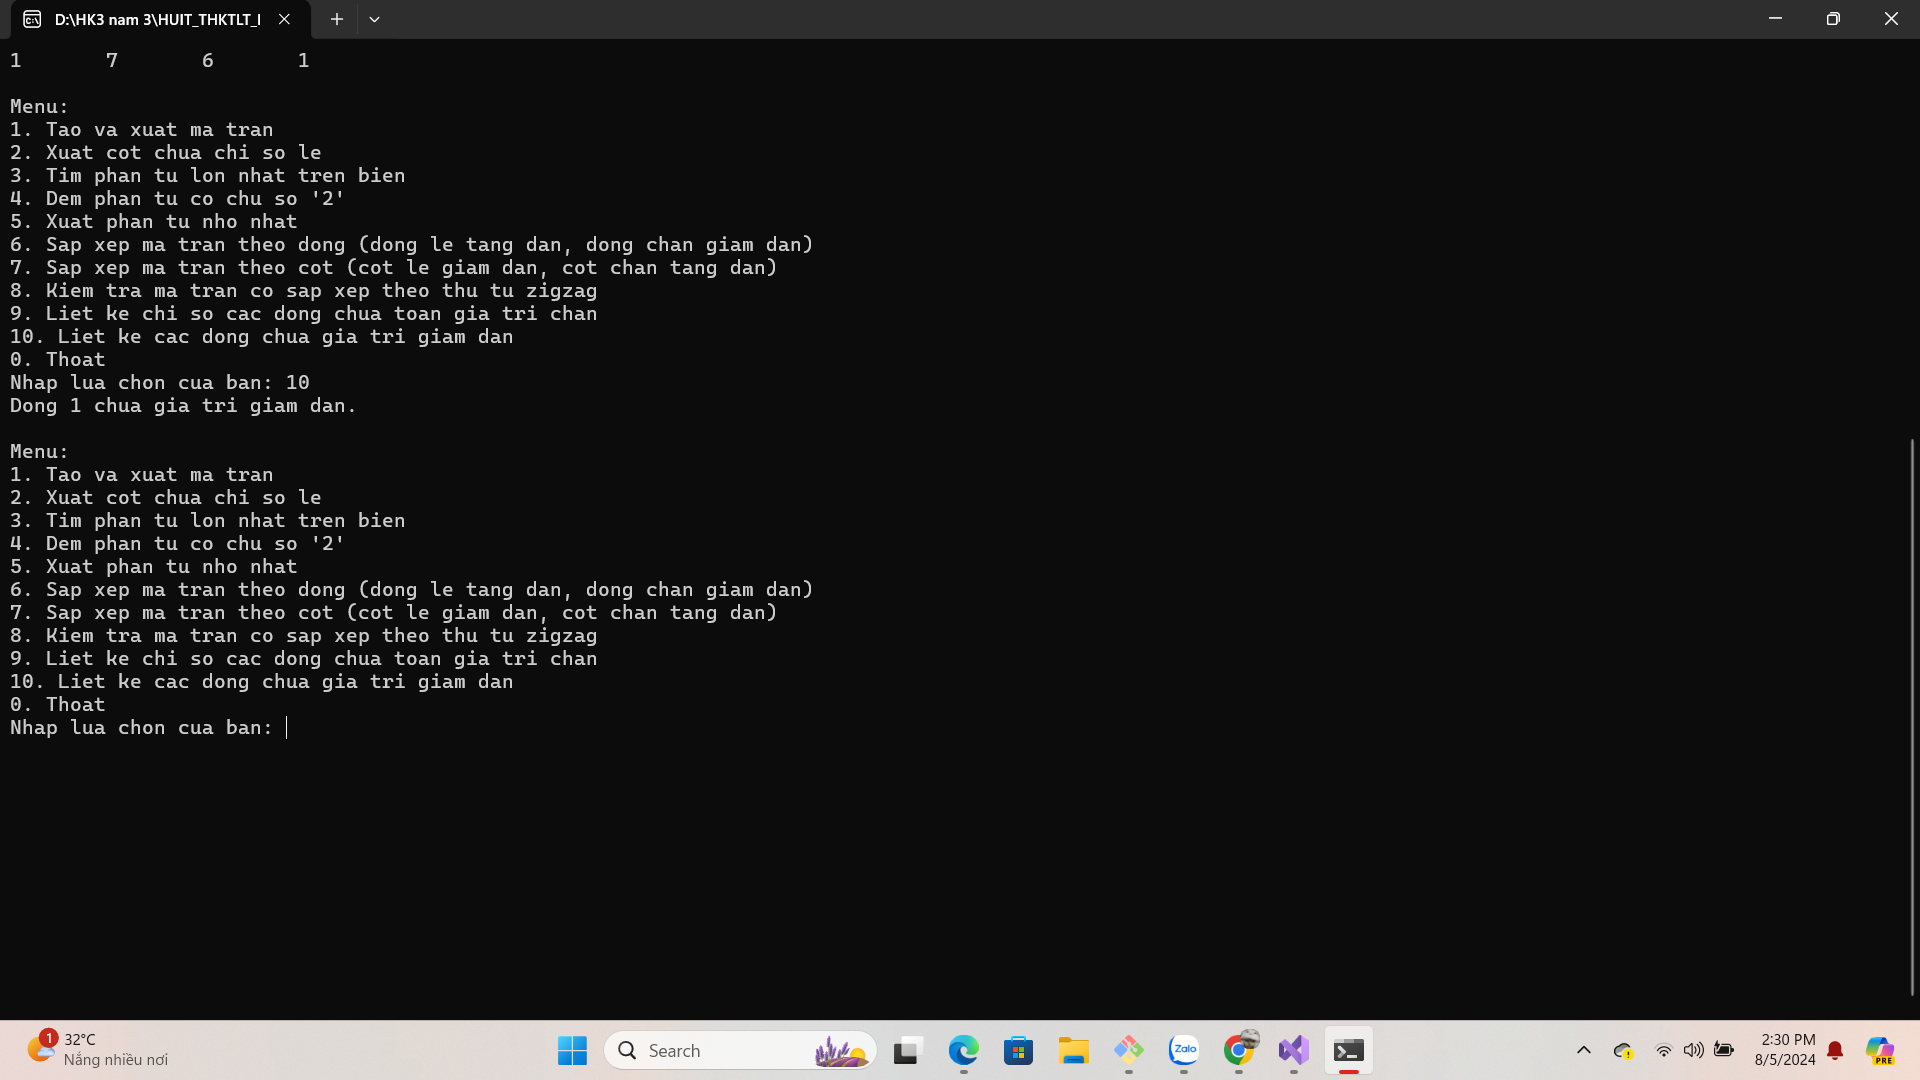 D:\HK3 nam 3\HUIT_THKTLT_I
1 7 6 1
Menu:
1. Tao va xuat ma tran
2. Xuat cot chua chi so le
3. Tim phan tu lon nhat tren bien
4. Dem phan tu co chu so '2'
5. Xuat phan tu nho nhat
6. Sap xep ma tran theo dong (dong le tang dan, dong chan giam dan)
7. Sap xep ma tran theo cot (cot le giam dan, cot chan tang dan)
8. Kiem tra ma tran co sap xep theo thu tu zigzag
9. Liet ke chi so cac dong chua toan gia tri chan
10. Liet ke cac dong chua gia tri giam dan
0. Thoat
Nhap lua chon cua ban: 10
Dong 1 chua gia tri giam dan.
Menu:
1. Tao va xuat ma tran
2. Xuat cot chua chi so le
3. Tim phan tu lon nhat tren bien
4. Dem phan tu co chu so '2'
5. Xuat phan tu nho nhat
6. Sap xep ma tran theo dong (dong le tang dan, dong chan giam dan)
7. Sap xep ma tran theo cot (cot le giam dan, cot chan tang dan)
8. Kiem tra ma tran co sap xep theo thu tu zigzag
9. Liet ke chi so cac dong chua toan gia tri chan
10. Liet ke cac dong chua gia tri giam dan
0. Thoat
Nhap lua chon cua ban:
1
32°C
Nắng nhiều nơi
Search
Zalo
2:30 PM
8/5/2024
PRE